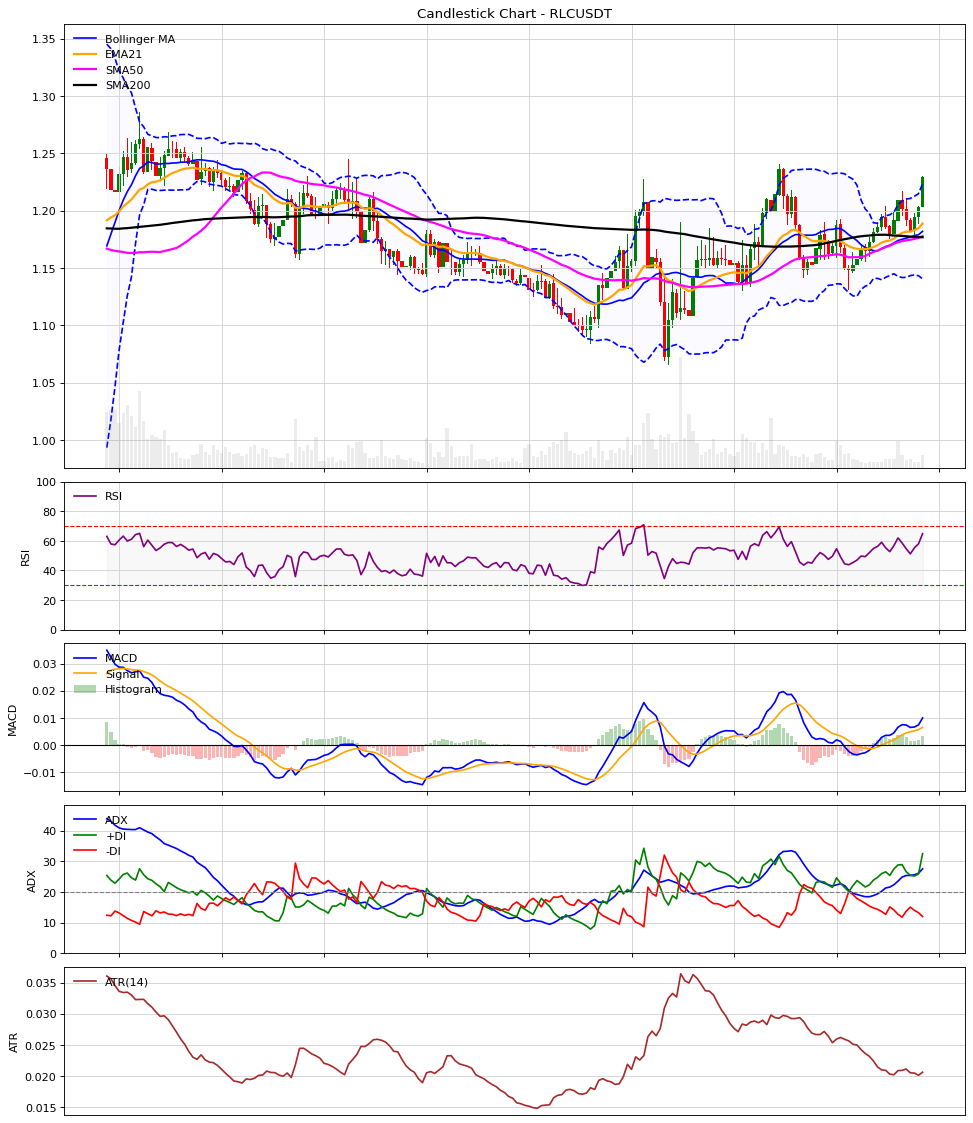 Candlestick Chart - RLCUSDT
1.35
1.30
1.25
1.20
1.15
1.10
1.05
1.00
Bollinger MA
EMA21
SMA50
SMA200
100
80
60
40
20
0
RSI
RSI
0.03
0.02
0.01
0.00
−0.01
MACD
MACD
Signal
Histogram
40
30
20
10
0
ADX
ADX
+DI
-DI
0.035
0.030
0.025
0.020
0.015
ATR
ATR(14)